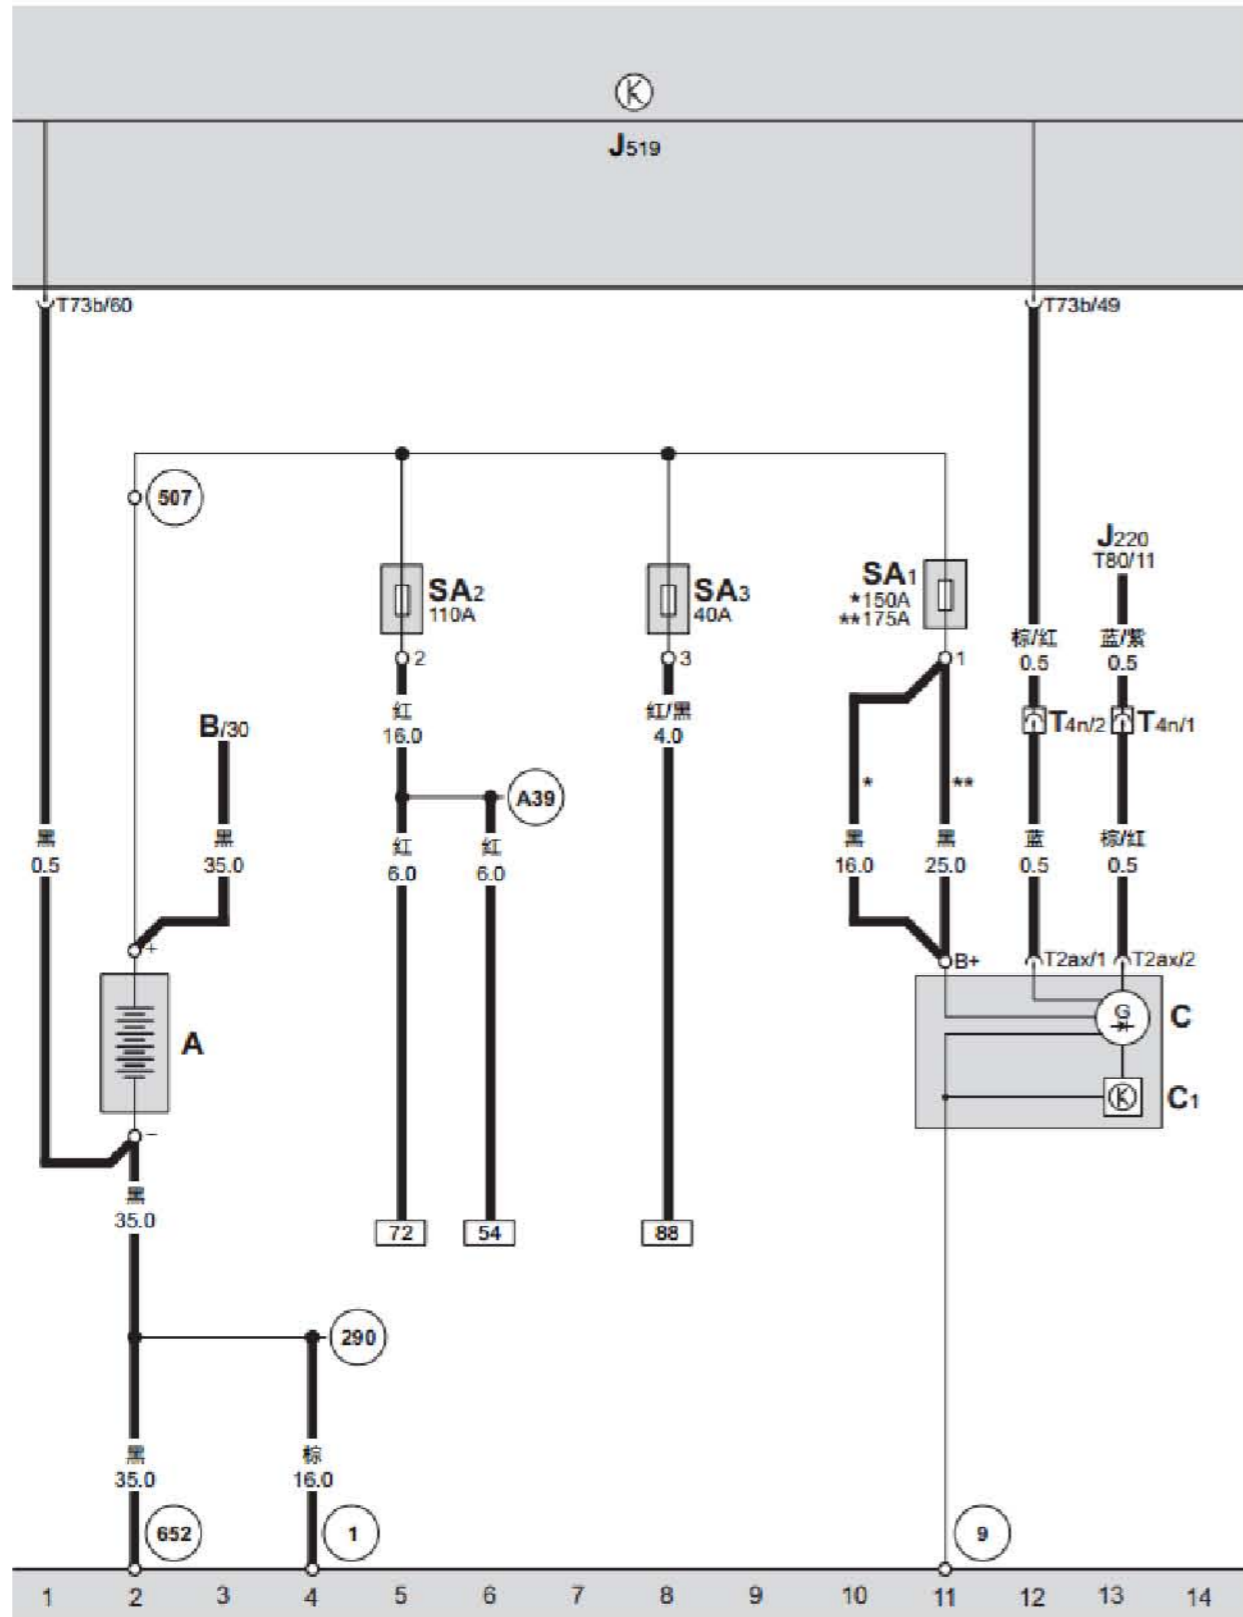 K
J519
T73b/60
T73b/49
507
J220
T80/11
SA2
110A
SA3
40A
SA1
*150A
**175A
棕/红
0.5
蓝/紫
0.5
2
3
1
红
16.0
红/黑
4.0
B/30
T4n/2
T4n/1
*
**
A39
黑
0.5
黑
35.0
红
6.0
红
6.0
黑
16.0
黑
25.0
蓝
0.5
棕/红
0.5
+
B+
T2ax/1
T2ax/2
G
C
A
K
C1
−
黑
35.0
72
54
88
290
黑
35.0
棕
16.0
652
1
9
1 2 3 4 5 6 7 8 9 10 11 12 13 14